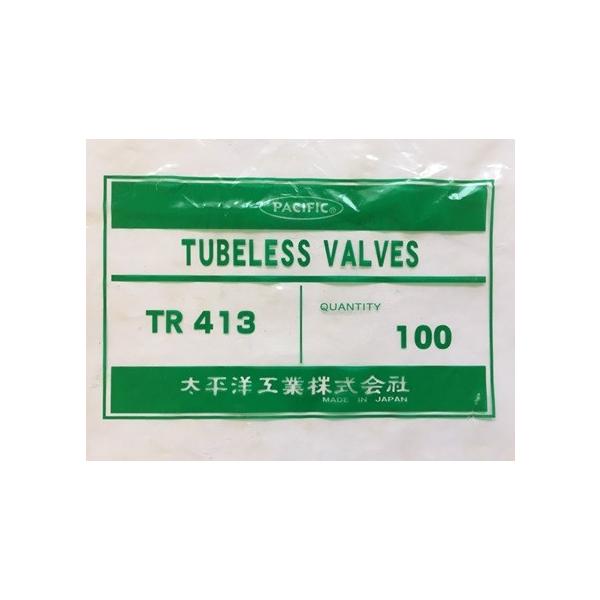 PACIFIC®
TUBELESS VALVES
TR 413
QUANTITY
100
太平洋工業株式会社
MADE IN JAPAN